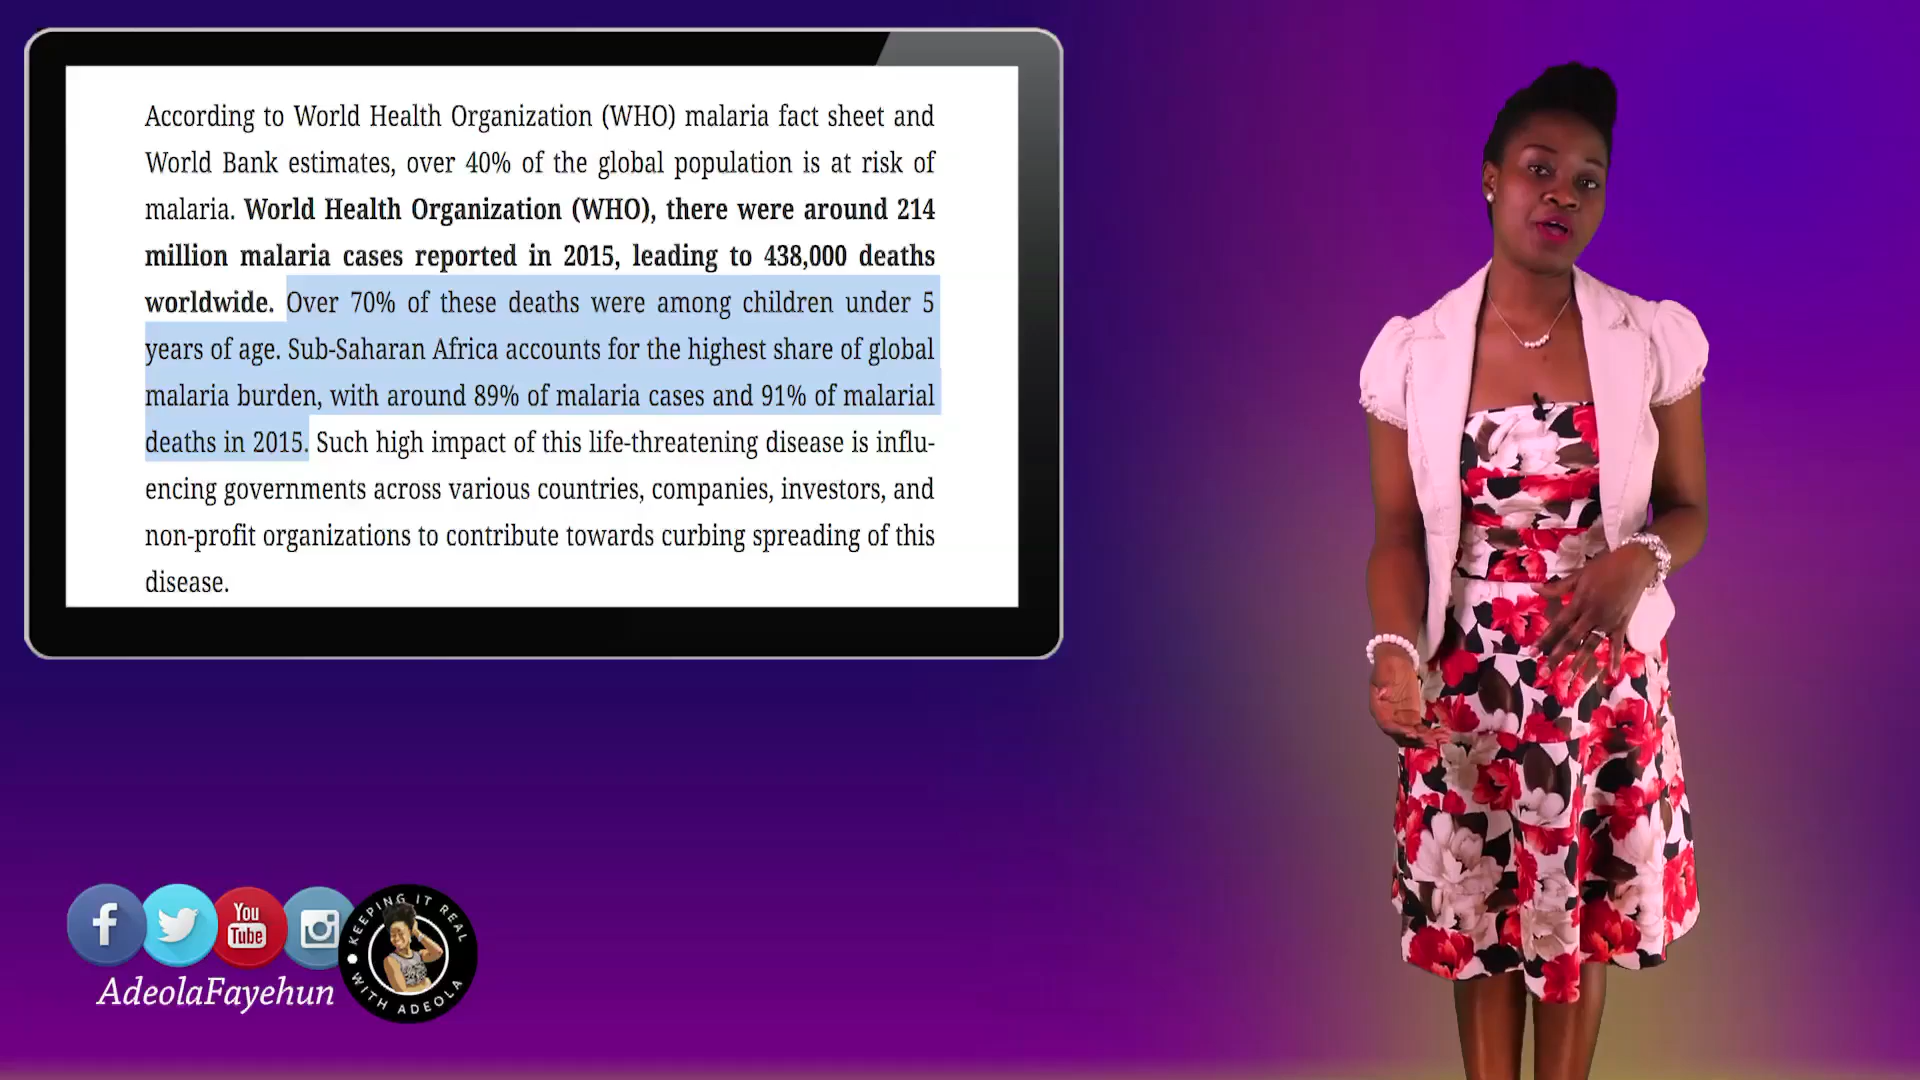 According to World Health Organization (WHO) malaria fact sheet and
World Bank estimates, over 40% of the global population is at risk of
malaria. World Health Organization (WHO), there were around 214
million malaria cases reported in 2015, leading to 438,000 deaths
worldwide. Over 70% of these deaths were among children under 5
years of age. Sub-Saharan Africa accounts for the highest share of global
malaria burden, with around 89% of malaria cases and 91% of malarial
deaths in 2015. Such high impact of this life-threatening disease is influ-
encing governments across various countries, companies, investors, and
non-profit organizations to contribute towards curbing spreading of this
disease.
f
You
Tube
KEEPING IT REAL
WITH ADEOLA
AdeolaFayehun